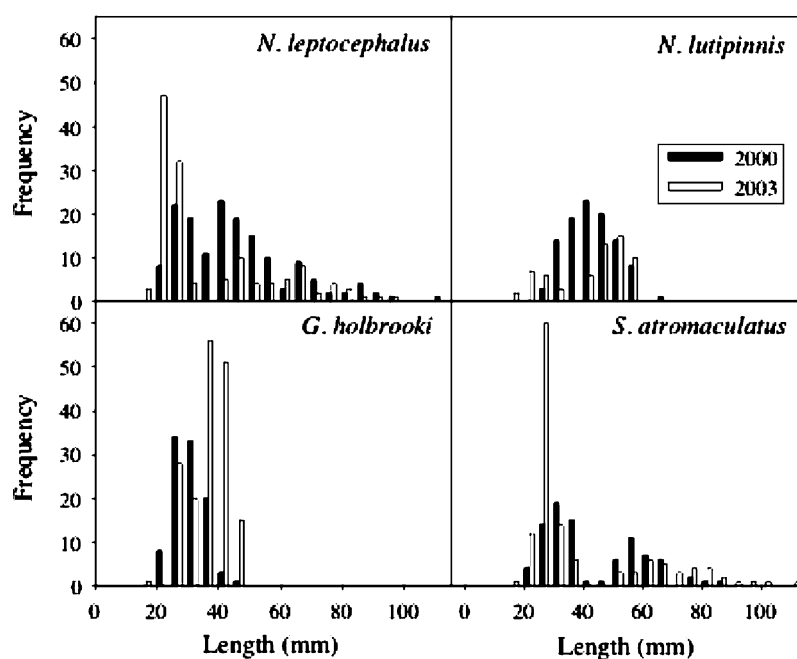 N. leptocephalus
N. lutipinnis
60
50
40
30
20
10
0
Frequency
2000
2003
G. holbrooki
S. atromaculatus
60
50
40
30
20
10
0
Frequency
0 20 40 60 80 100
0 20 40 60 80 100
Length (mm)
Length (mm)